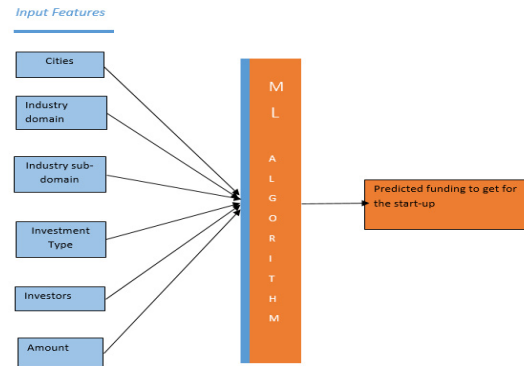 Input Features
Cities
Industry
domain
Industry sub-
domain
Investment
Type
Investors
Amount
M
L
A
L
G
O
R
I
T
H
M
Predicted funding to get for
the start-up